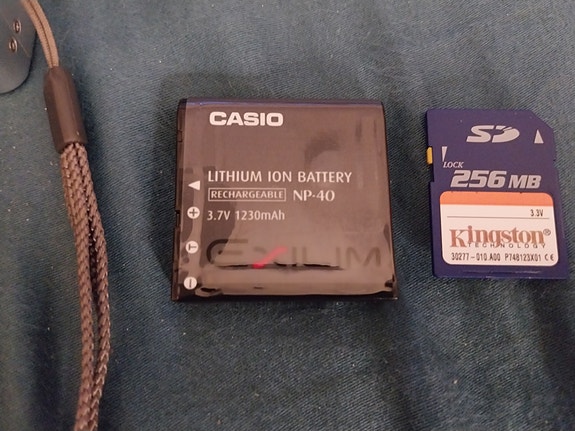 CASIO
LITHIUM ION BATTERY
RECHARGEABLE NP-40
3.7V 1230mAh
+
T
−
EXILIM
SD
LOCK
256 MB
3.3V
Kingston
TECHNOLOGY
30277-010.A00 P748123X01 CE